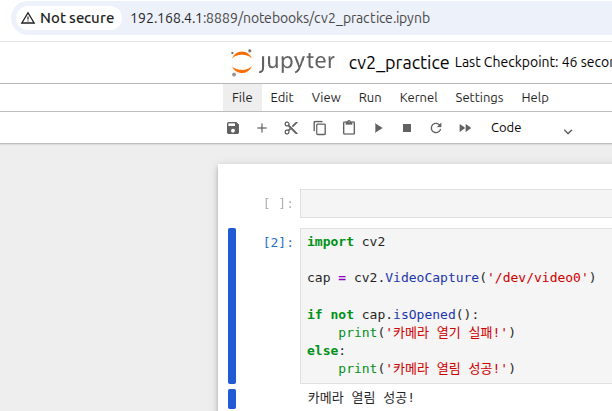 Not secure 192.168.4.1:8889/notebooks/cv2_practice.ipynb
jupyter cv2_practice Last Checkpoint: 46
File Edit View Run Kernel Settings Help
Code
[ ]:
[2]: import cv2
cap = cv2.VideoCapture('/dev/video0')
if not cap.isOpened():
print('카메라 열기 실패!')
else:
print('카메라 열림 성공!')
카메라 열림 성공!